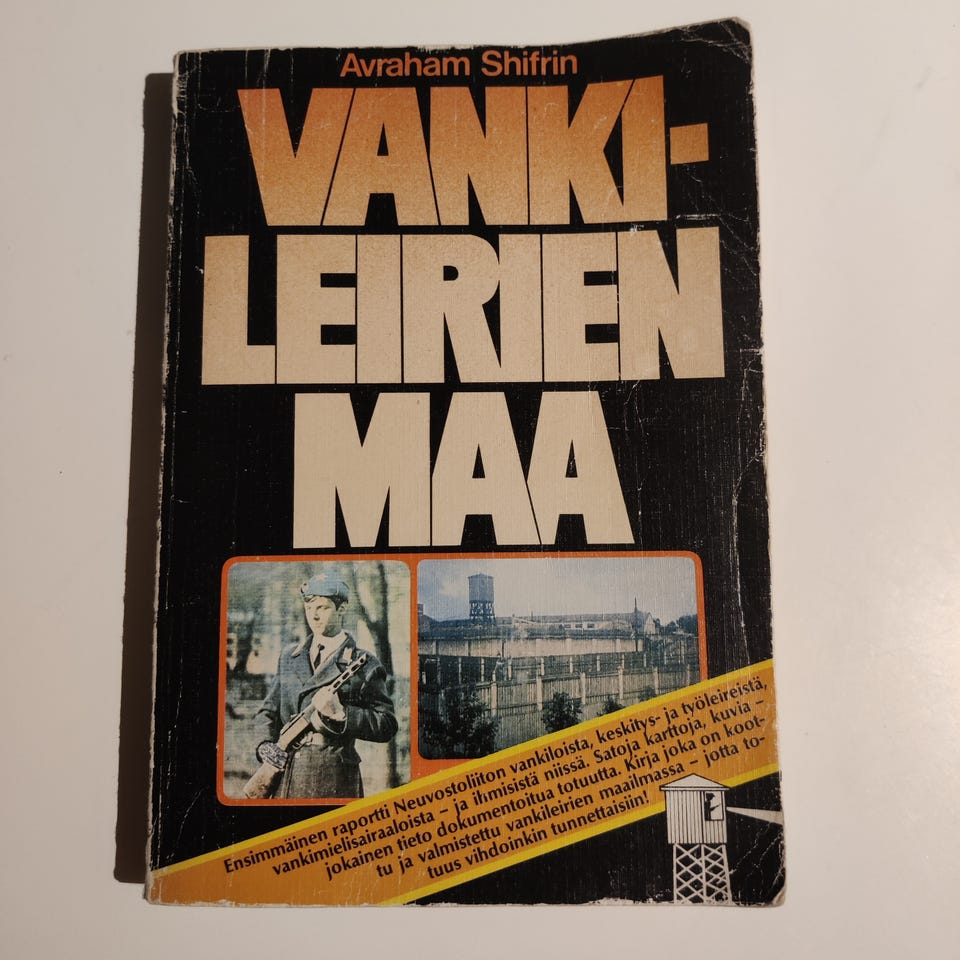 Avraham Shifrin
VANKI-
LEIRIEN
MAA
Ensimmäinen raportti Neuvostoliiton vankiloista, keskitys- ja työleireistä,
vankimielisairaaloista – ja ihmisistä niissä. Satoja karttoja, kuvia –
jokainen tieto dokumentoitua totuutta. Kirja joka on koot-
tu ja valmistettu vankileirien maailmassa – jotta to-
tuus vihdoinkin tunnettaisiin!